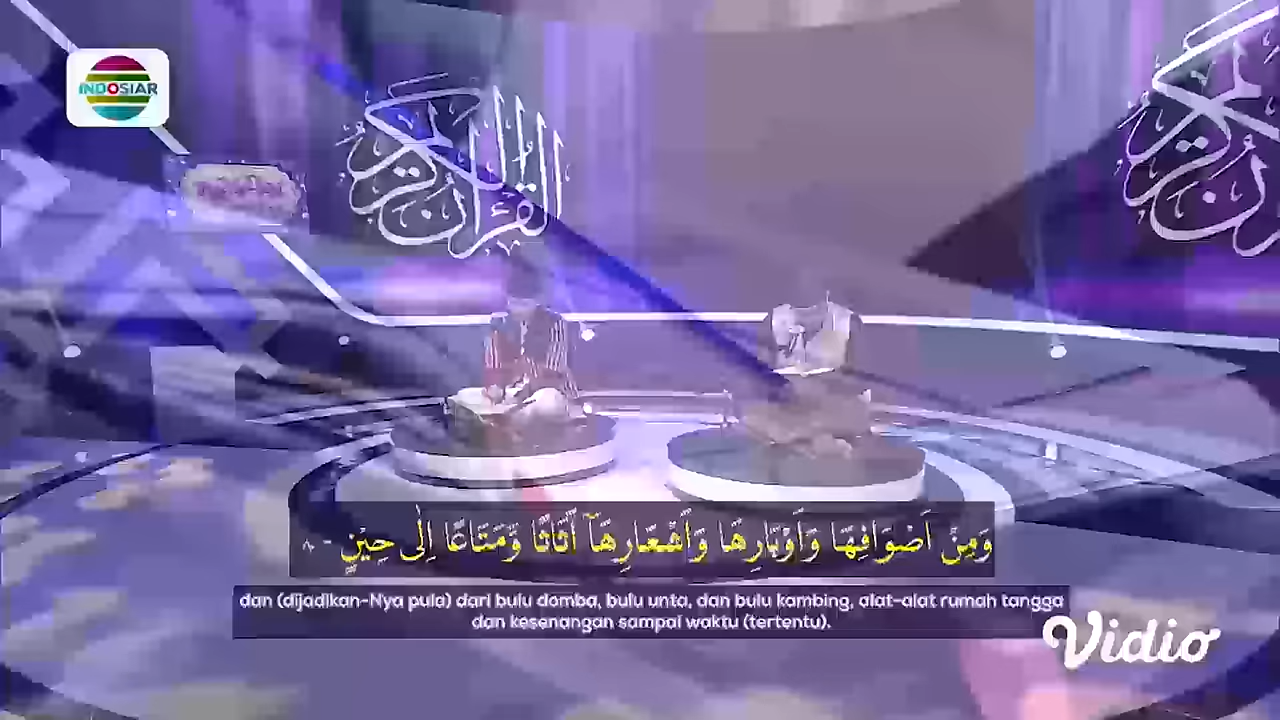 INDOSIAR
القرآن الكريم
وَمِنْ اَصْوَافِهَا وَاَوْبَارِهَا وَاَشْعَارِهَآ اَثَاثًا وَّمَتَاعًا اِلٰى حِيْنٍ - ٨٠
dan (dijadikan-Nya pula) dari bulu domba, bulu unta, dan bulu kambing, alat-alat rumah tangga
dan kesenangan sampai waktu (tertentu).
Vidio